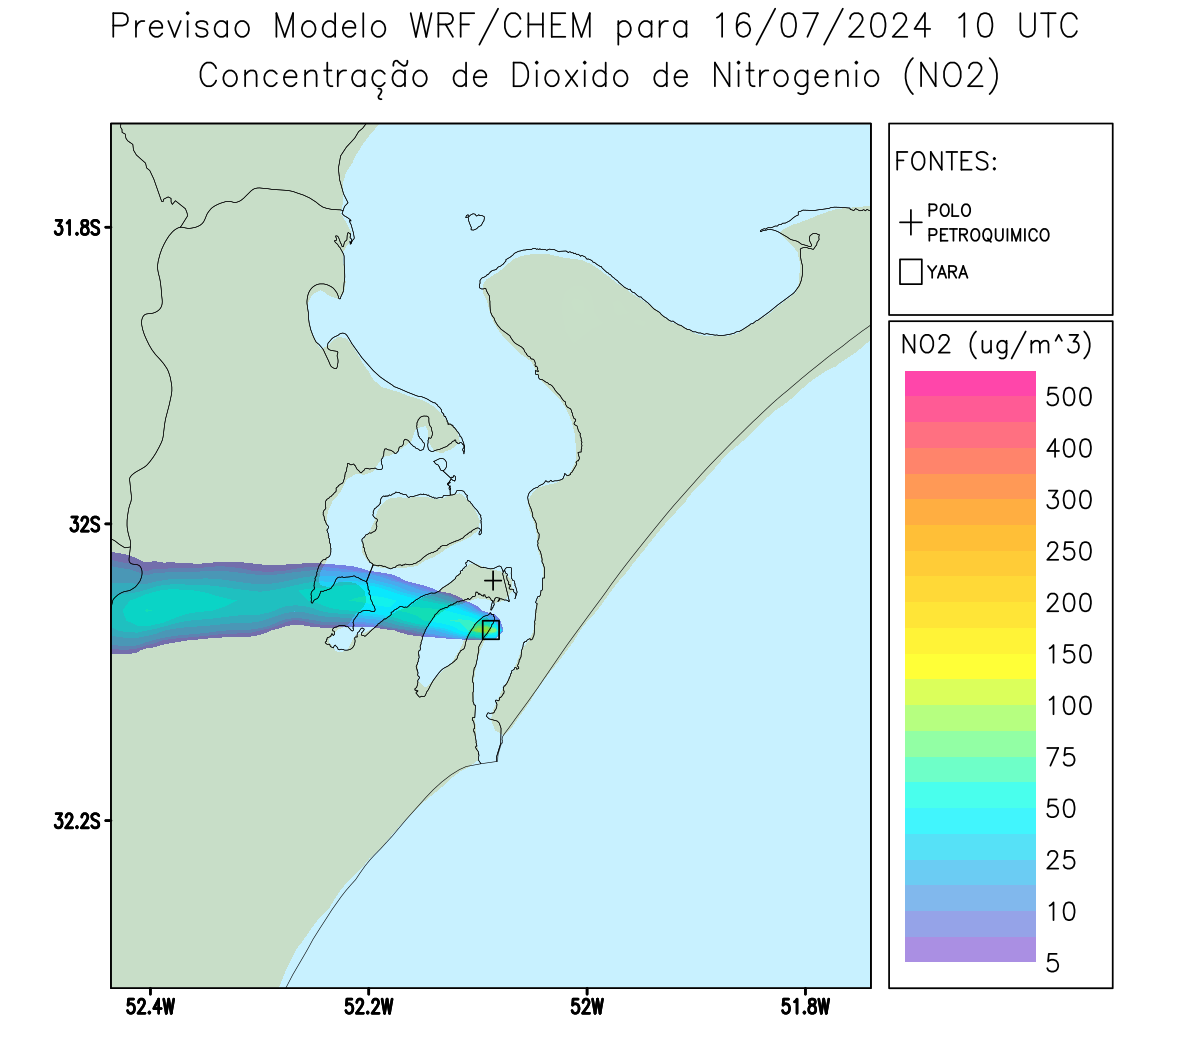 Previsao Modelo WRF/CHEM para 16/07/2024 10 UTC
Concentração de Dioxido de Nitrogenio (NO2)
FONTES:
POLO
PETROQUIMICO
YARA
NO2 (ug/m^3)
500
400
300
250
200
150
100
75
50
25
10
5
31.8S
32S
32.2S
52.4W
52.2W
52W
51.8W